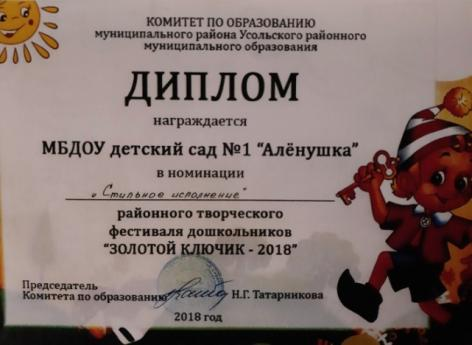 КОМИТЕТ ПО ОБРАЗОВАНИЮ
муниципального района Усольского районного
муниципального образования
ДИПЛОМ
награждается
МБДОУ детский сад №1 "Алёнушка"
в номинации
„Стильное исполнение"
районного творческого
фестиваля дошкольников
"ЗОЛОТОЙ КЛЮЧИК - 2018"
Председатель
Комитета по образованию Н.Г. Татарникова
2018 год